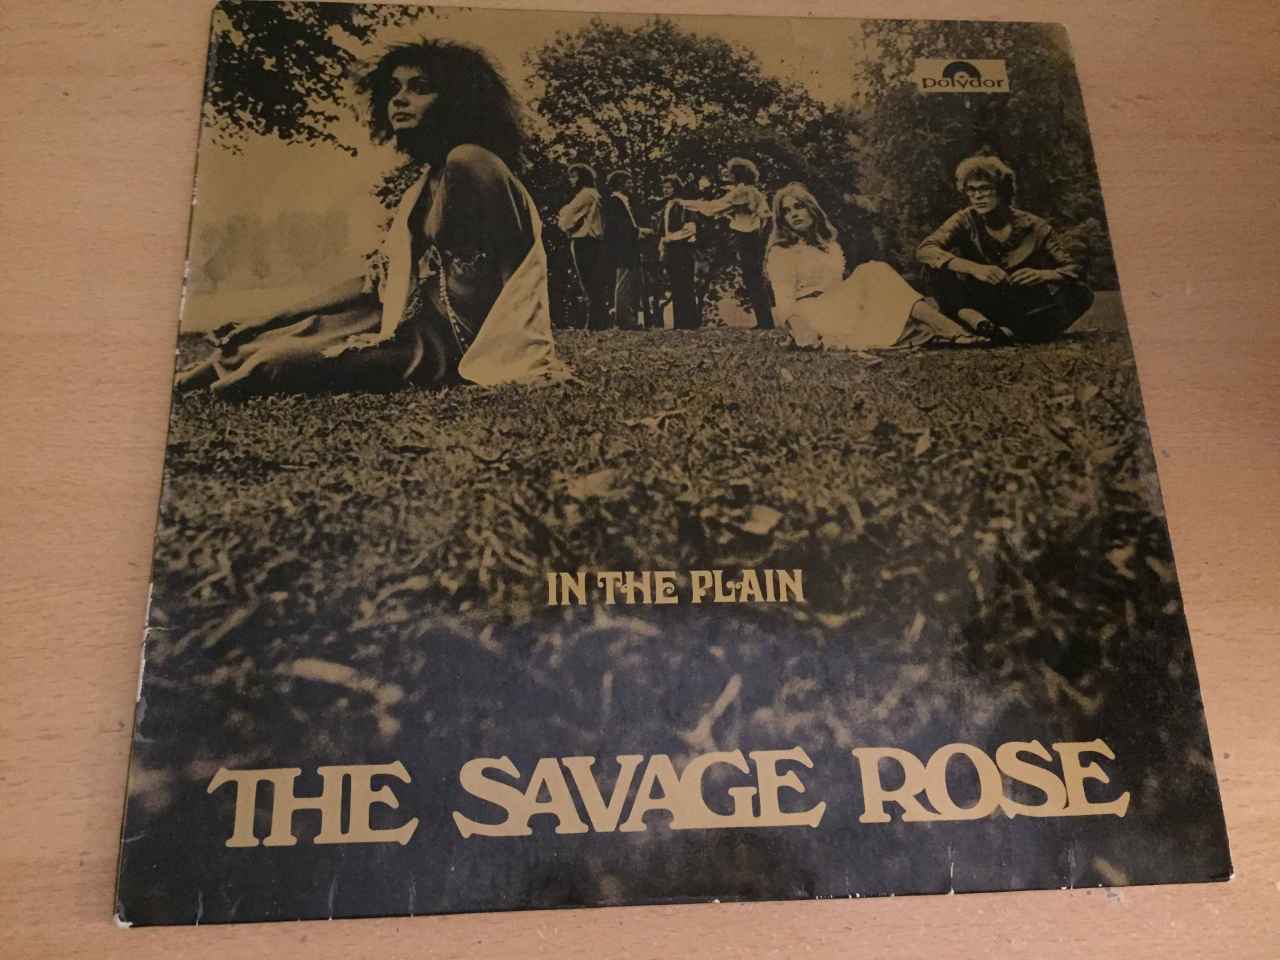 polydor
IN THE PLAIN
THE SAVAGE ROSE